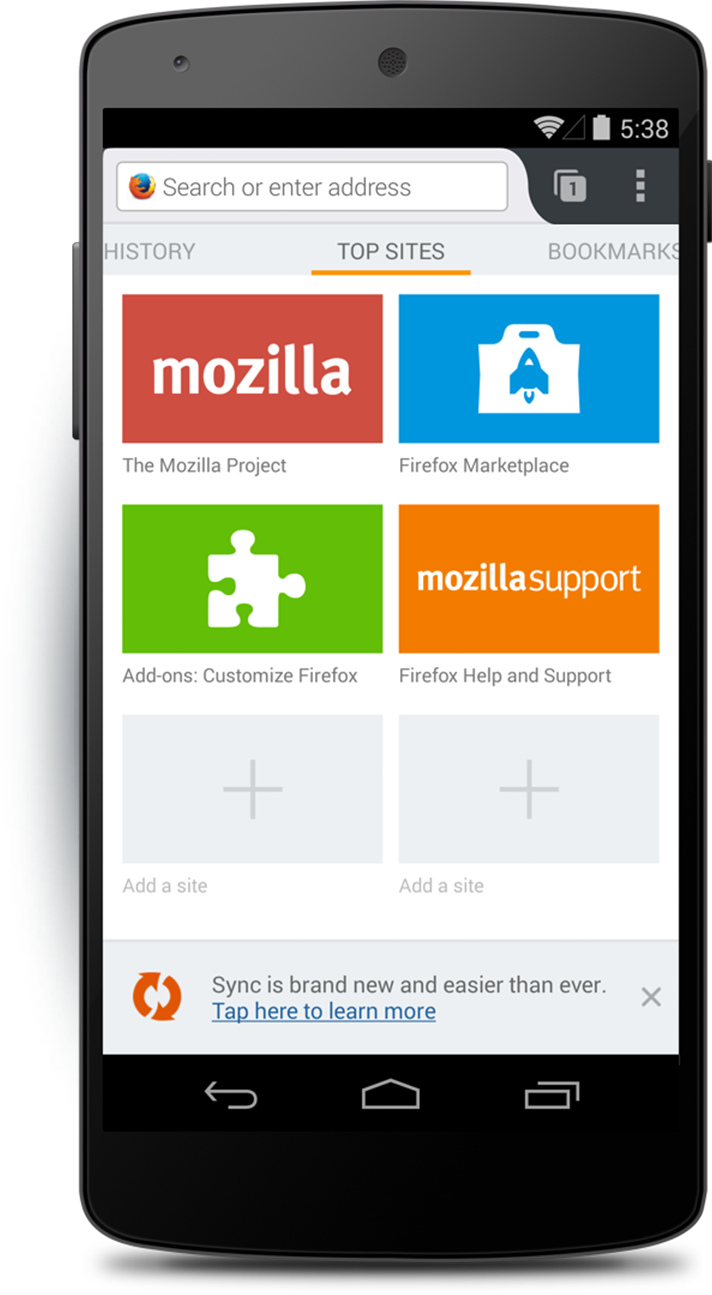 5:38
Search or enter address
1
HISTORY TOP SITES BOOKMARKS
mozilla
The Mozilla Project Firefox Marketplace
mozilla support
Add-ons: Customize Firefox Firefox Help and Support
Add a site Add a site
Sync is brand new and easier than ever.
Tap here to learn more